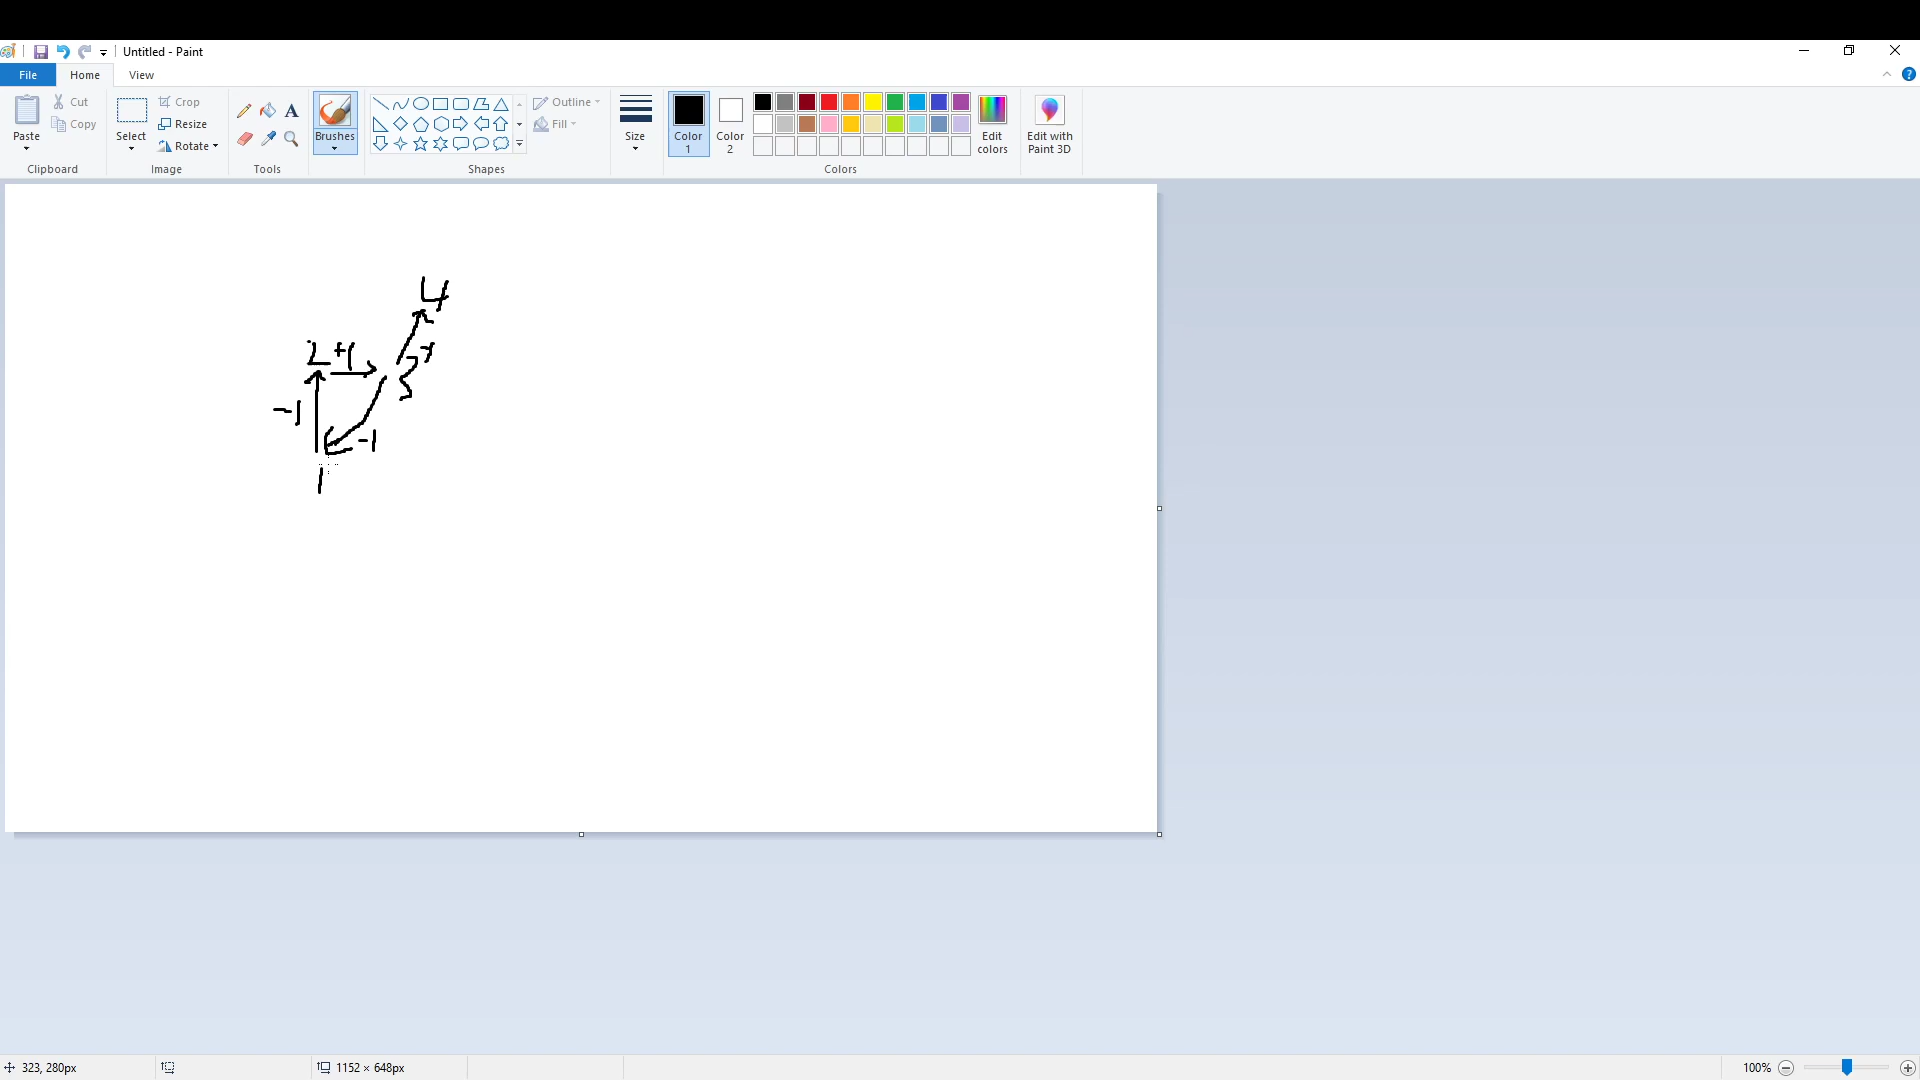 Untitled - Paint
File Home View
Paste
Cut
Copy
Clipboard
Select
Crop
Resize
Rotate
Image
Tools
Brushes
Shapes
Outline
Fill
Size
Color 1
Color 2
Colors
Edit colors
Edit with Paint 3D
4
2 +1
3
-1
-1
1
323, 280px
1152 × 648px
100%